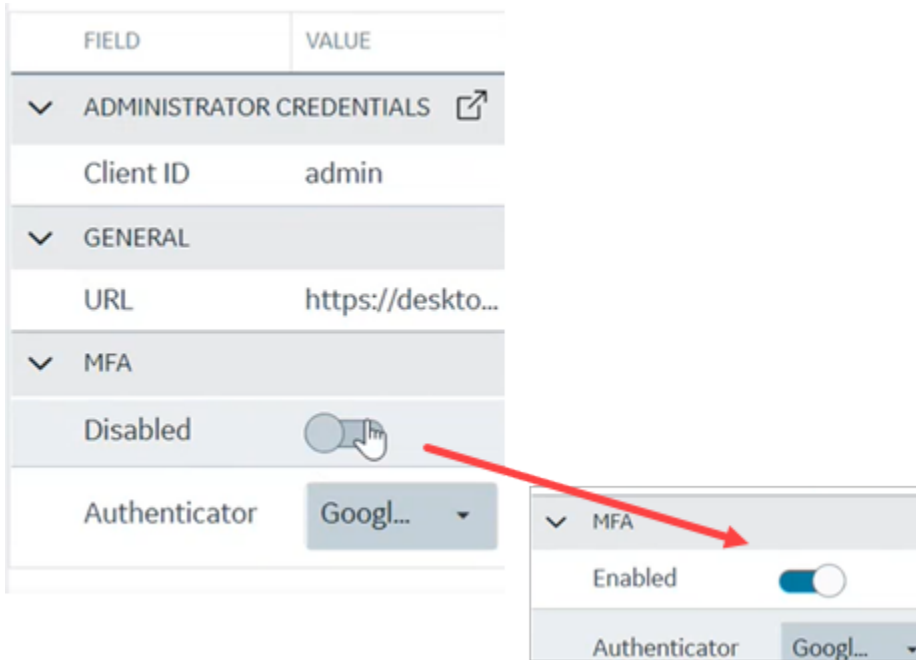 FIELD VALUE
ADMINISTRATOR CREDENTIALS
Client ID admin
GENERAL
URL https://deskto...
MFA
Disabled
Authenticator Googl...
MFA
Enabled
Authenticator Googl...